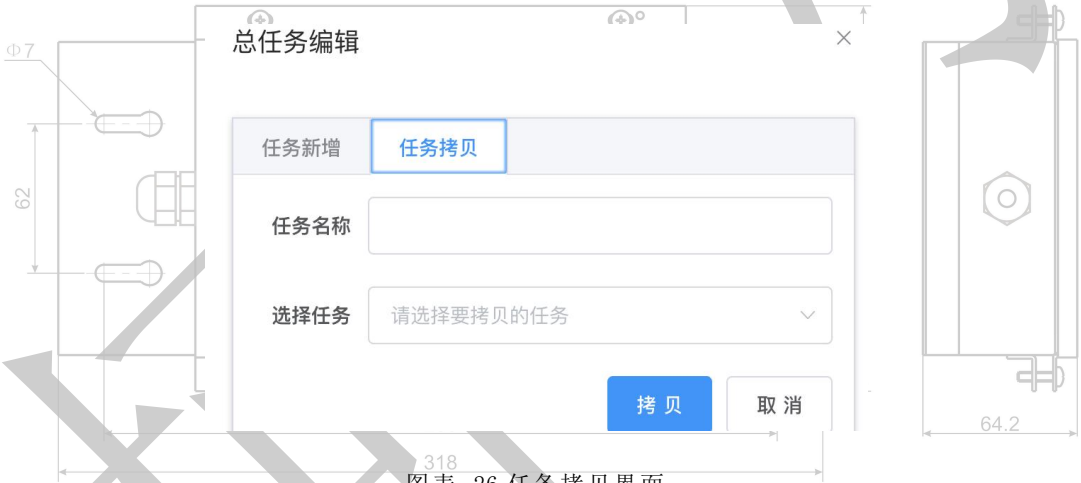 总任务编辑
Φ7
任务新增 任务拷贝
62
任务名称
选择任务 请选择要拷贝的任务
拷 贝 取 消
64.2
318
图表 26 任务拷贝界面